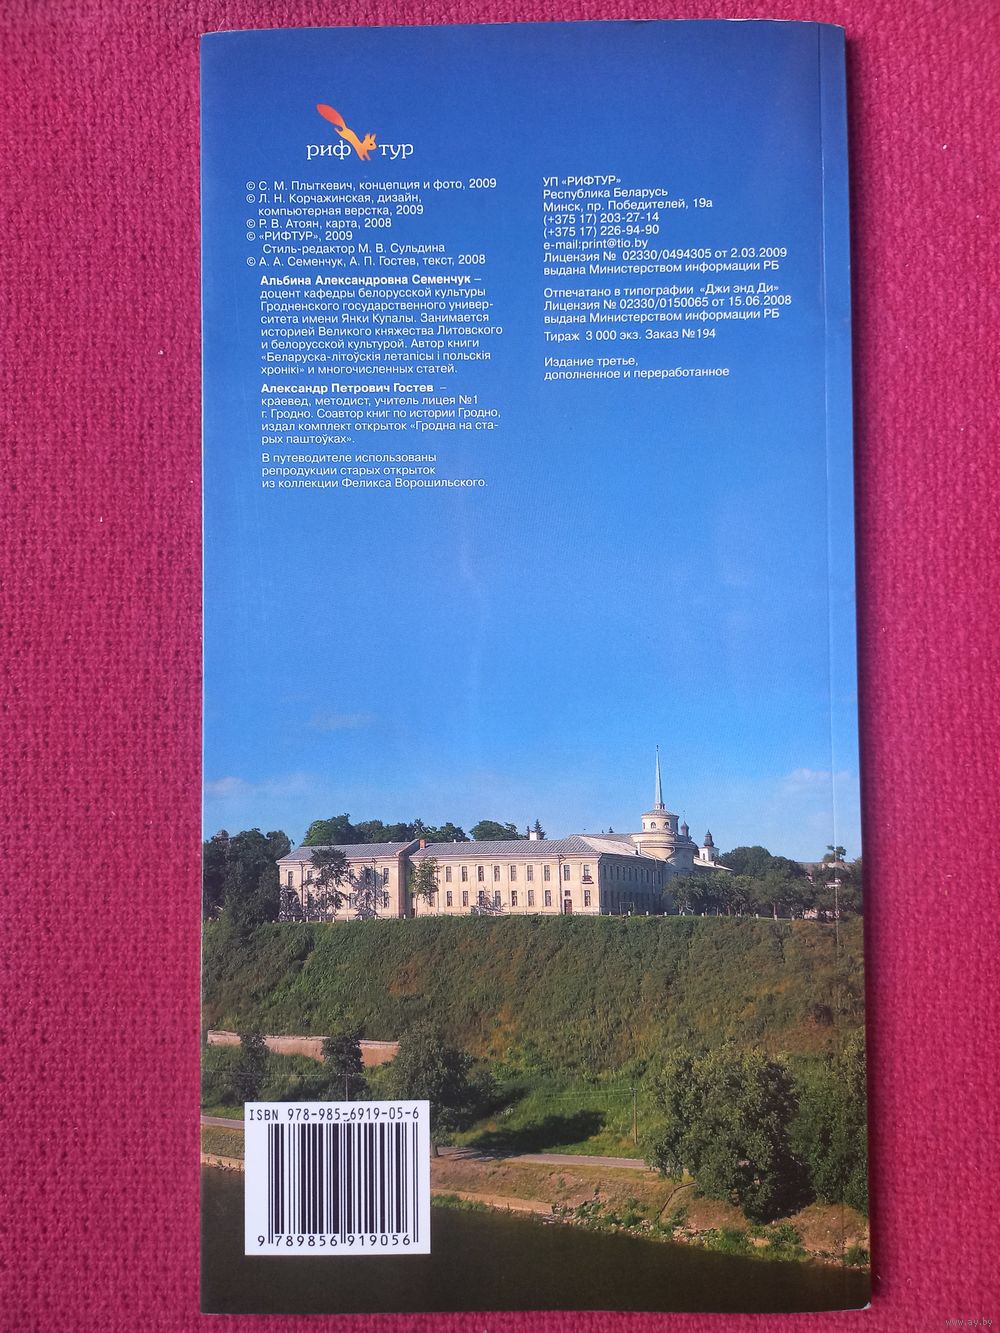 риф тур
© С. М. Плыткевич, концепция и фото, 2009
© Л. Н. Корчажинская, дизайн,
компьютерная верстка, 2009
© Р. В. Атоян, карта, 2008
© «РИФТУР», 2009
Стиль-редактор М. В. Сульдина
© А. А. Семенчук, А. П. Гостев, текст, 2008
Альбина Александровна Семенчук –
доцент кафедры белорусской культуры
Гродненского государственного универ-
ситета имени Янки Купалы. Занимается
историей Великого княжества Литовского
и белорусской культурой. Автор книги
«Беларуска-літоўскія летапісы і польскія
хронікі» и многочисленных статей.
Александр Петрович Гостев –
краевед, методист, учитель лицея №1
г. Гродно. Соавтор книг по истории Гродно,
издал комплект открыток «Гродна на ста-
рых паштоўках».
В путеводителе использованы
репродукции старых открыток
из коллекции Феликса Ворошильского.
УП «РИФТУР»
Республика Беларусь
Минск, пр. Победителей, 19а
(+375 17) 203-27-14
(+375 17) 226-94-90
e-mail:print@tio.by
Лицензия № 02330/0494305 от 2.03.2009
выдана Министерством информации РБ
Отпечатано в типографии «Джи энд Ди»
Лицензия № 02330/0150065 от 15.06.2008
выдана Министерством информации РБ
Тираж 3 000 экз. Заказ №194
Издание третье,
дополненное и переработанное
ISBN 978-985-6919-05-6
9 789856 919056
www.ay.by